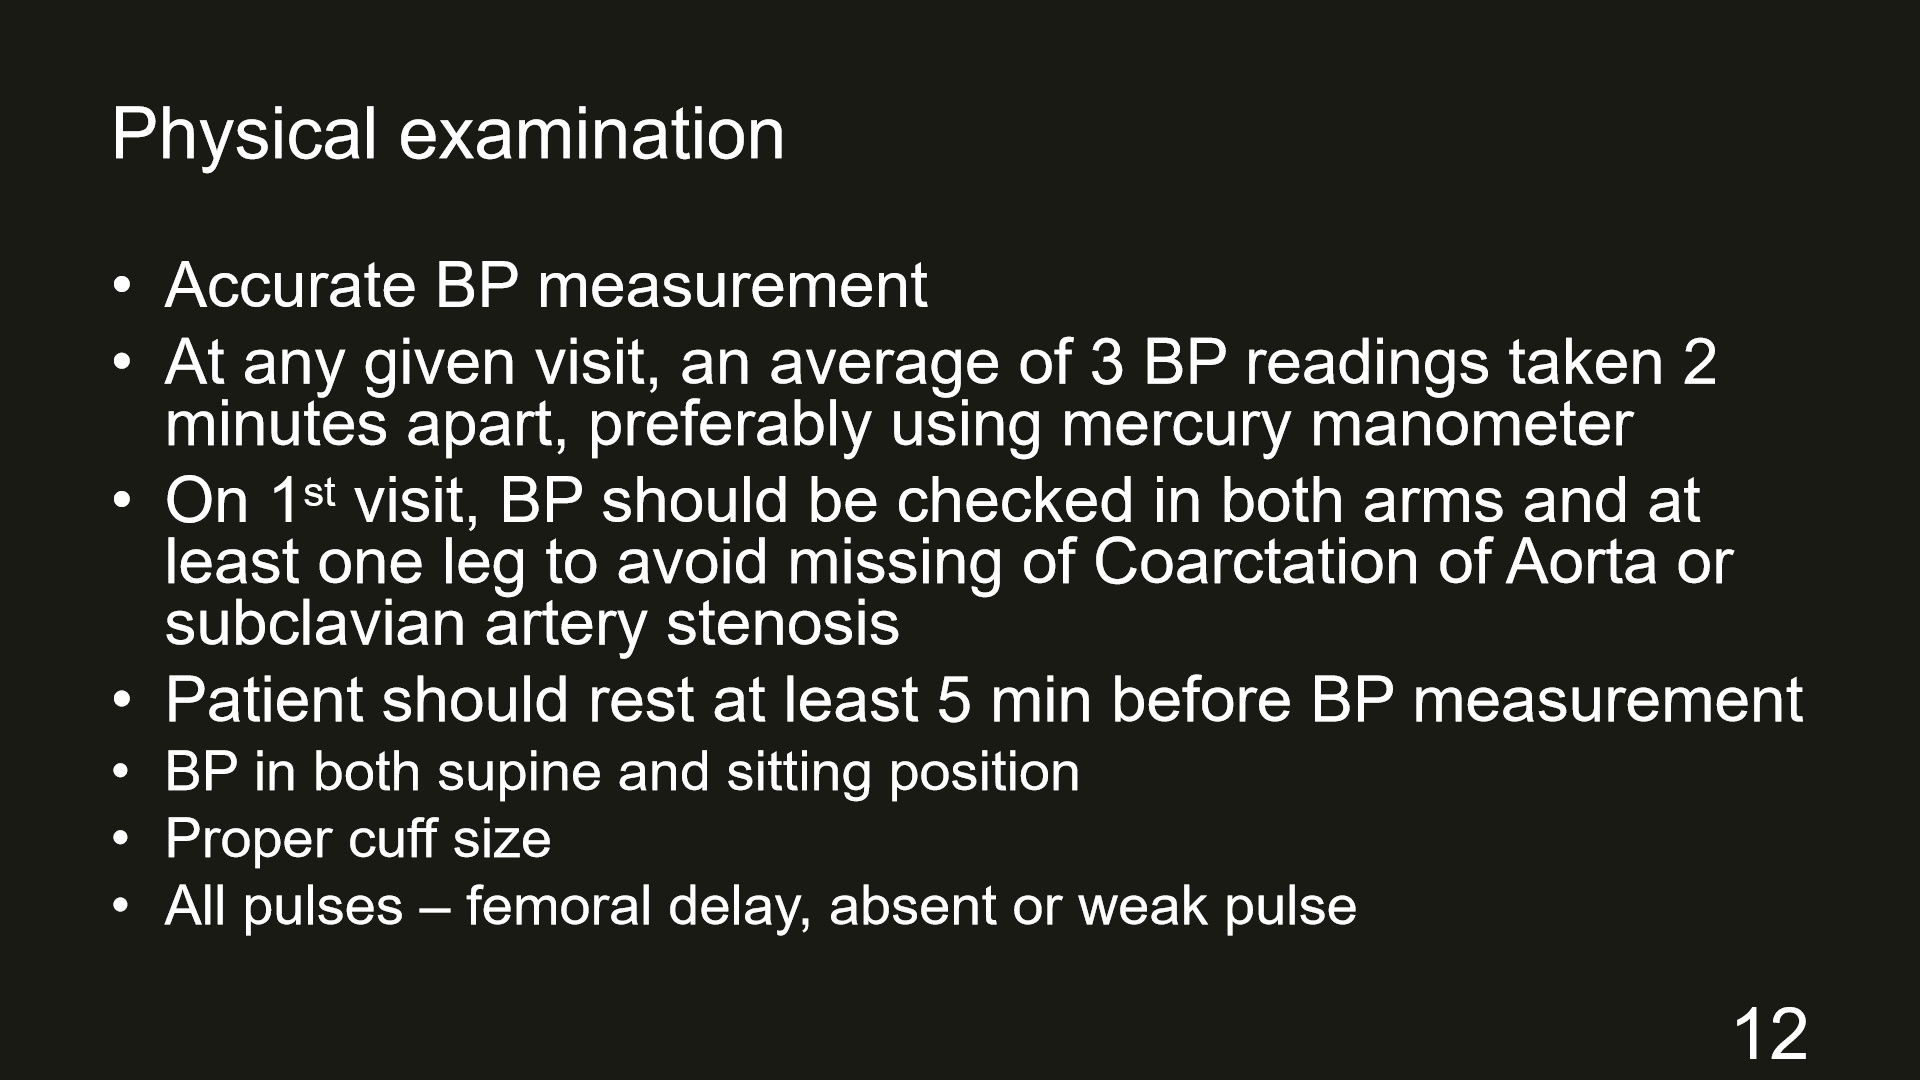 Physical examination
• Accurate BP measurement
• At any given visit, an average of 3 BP readings taken 2
minutes apart, preferably using mercury manometer
• On 1st visit, BP should be checked in both arms and at
least one leg to avoid missing of Coarctation of Aorta or
subclavian artery stenosis
• Patient should rest at least 5 min before BP measurement
• BP in both supine and sitting position
• Proper cuff size
• All pulses – femoral delay, absent or weak pulse
12